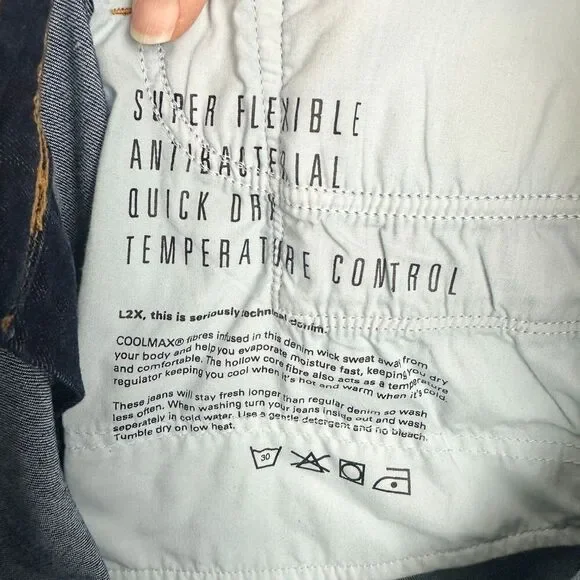 SUPER FLEXIBLE
ANTIBACTERIAL
QUICK DRY
TEMPERATURE CONTROL
L2X, this is seriously technical denim.
COOLMAX® fibres infused in this denim wick sweat away from
your body and help you evaporate moisture fast, keeping you dry
and comfortable. The hollow core fibre also acts as a temperature
regulator keeping you cool when it's hot and warm when it's cold.
These jeans will stay fresh longer than regular denim so wash
less often. When washing turn your jeans inside out and wash
seperately in cold water. Use a gentle detergent and no bleach.
Tumble dry on low heat.
30